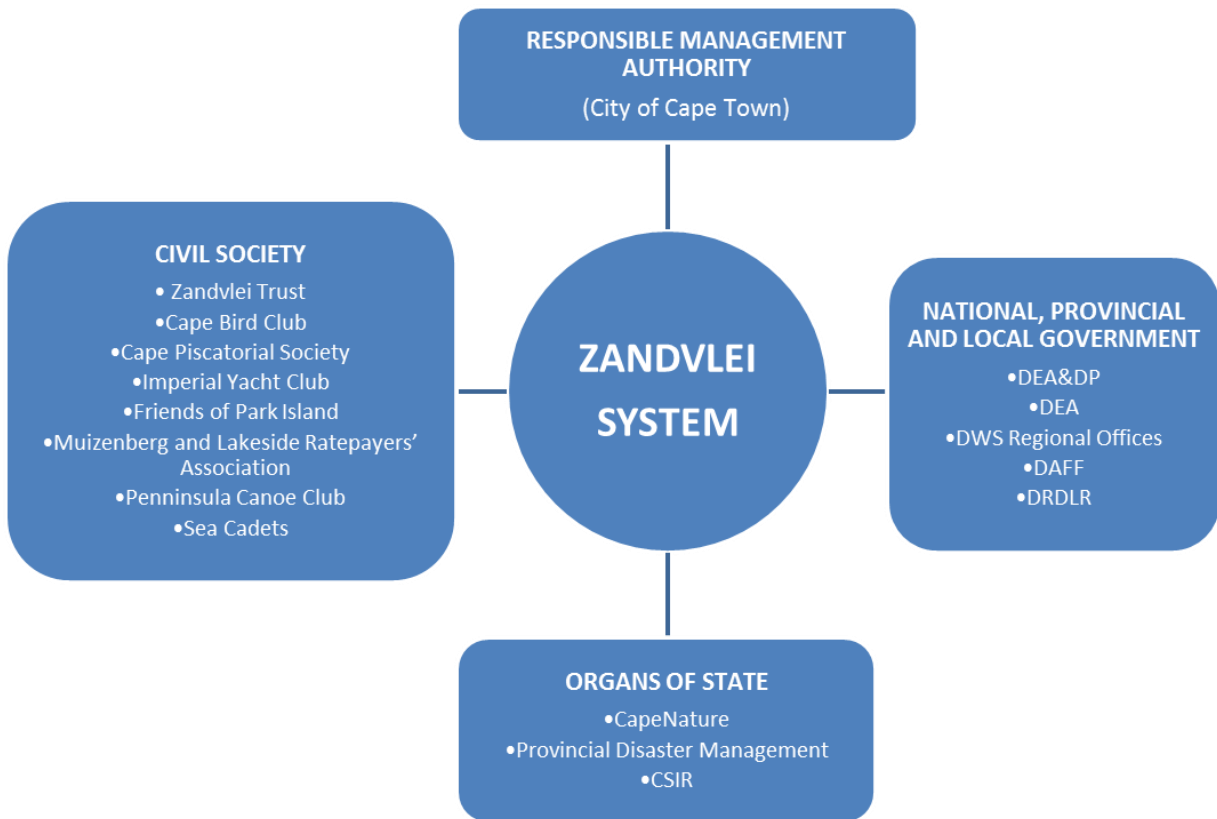 RESPONSIBLE MANAGEMENT
AUTHORITY
(City of Cape Town)
CIVIL SOCIETY
• Zandvlei Trust
•Cape Bird Club
•Cape Piscatorial Society
•Imperial Yacht Club
•Friends of Park Island
•Muizenberg and Lakeside Ratepayers’
Association
•Penninsula Canoe Club
•Sea Cadets
ZANDVLEI
SYSTEM
NATIONAL, PROVINCIAL
AND LOCAL GOVERNMENT
•DEA&DP
•DEA
•DWS Regional Offices
•DAFF
•DRDLR
ORGANS OF STATE
•CapeNature
•Provincial Disaster Management
•CSIR